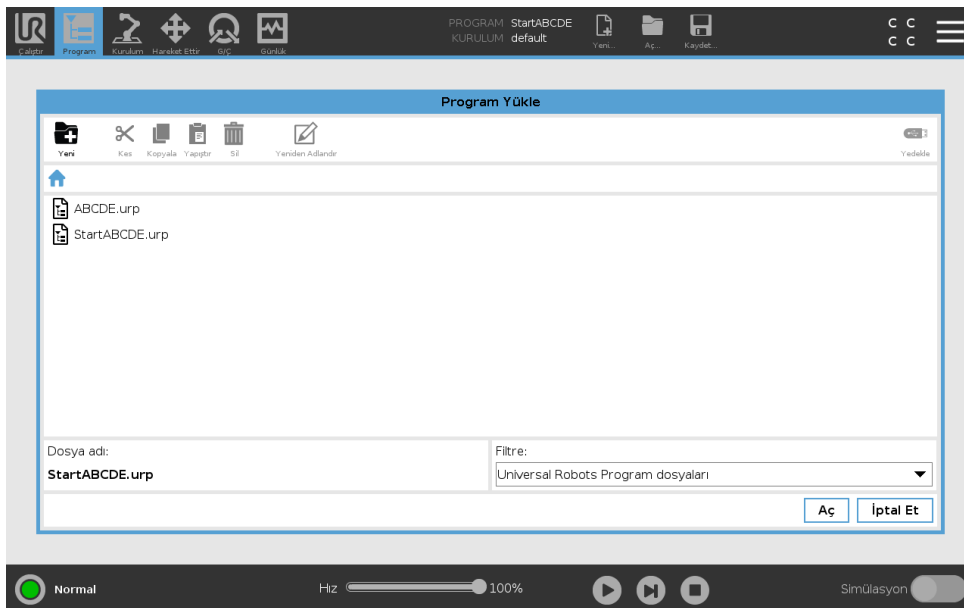 PROGRAM StartABCDE
KURULUM default
Çalıştır Program Kurulum Hareket Ettir G/Ç Günlük Yeni... Aç... Kaydet...
C C
C C
Program Yükle
Yeni Kes Kopyala Yapıştır Sil Yeniden Adlandır Yedekle
ABCDE.urp
StartABCDE.urp
Dosya adı: Filtre:
StartABCDE.urp Universal Robots Program dosyaları
Aç İptal Et
Normal Hız 100% Simülasyon